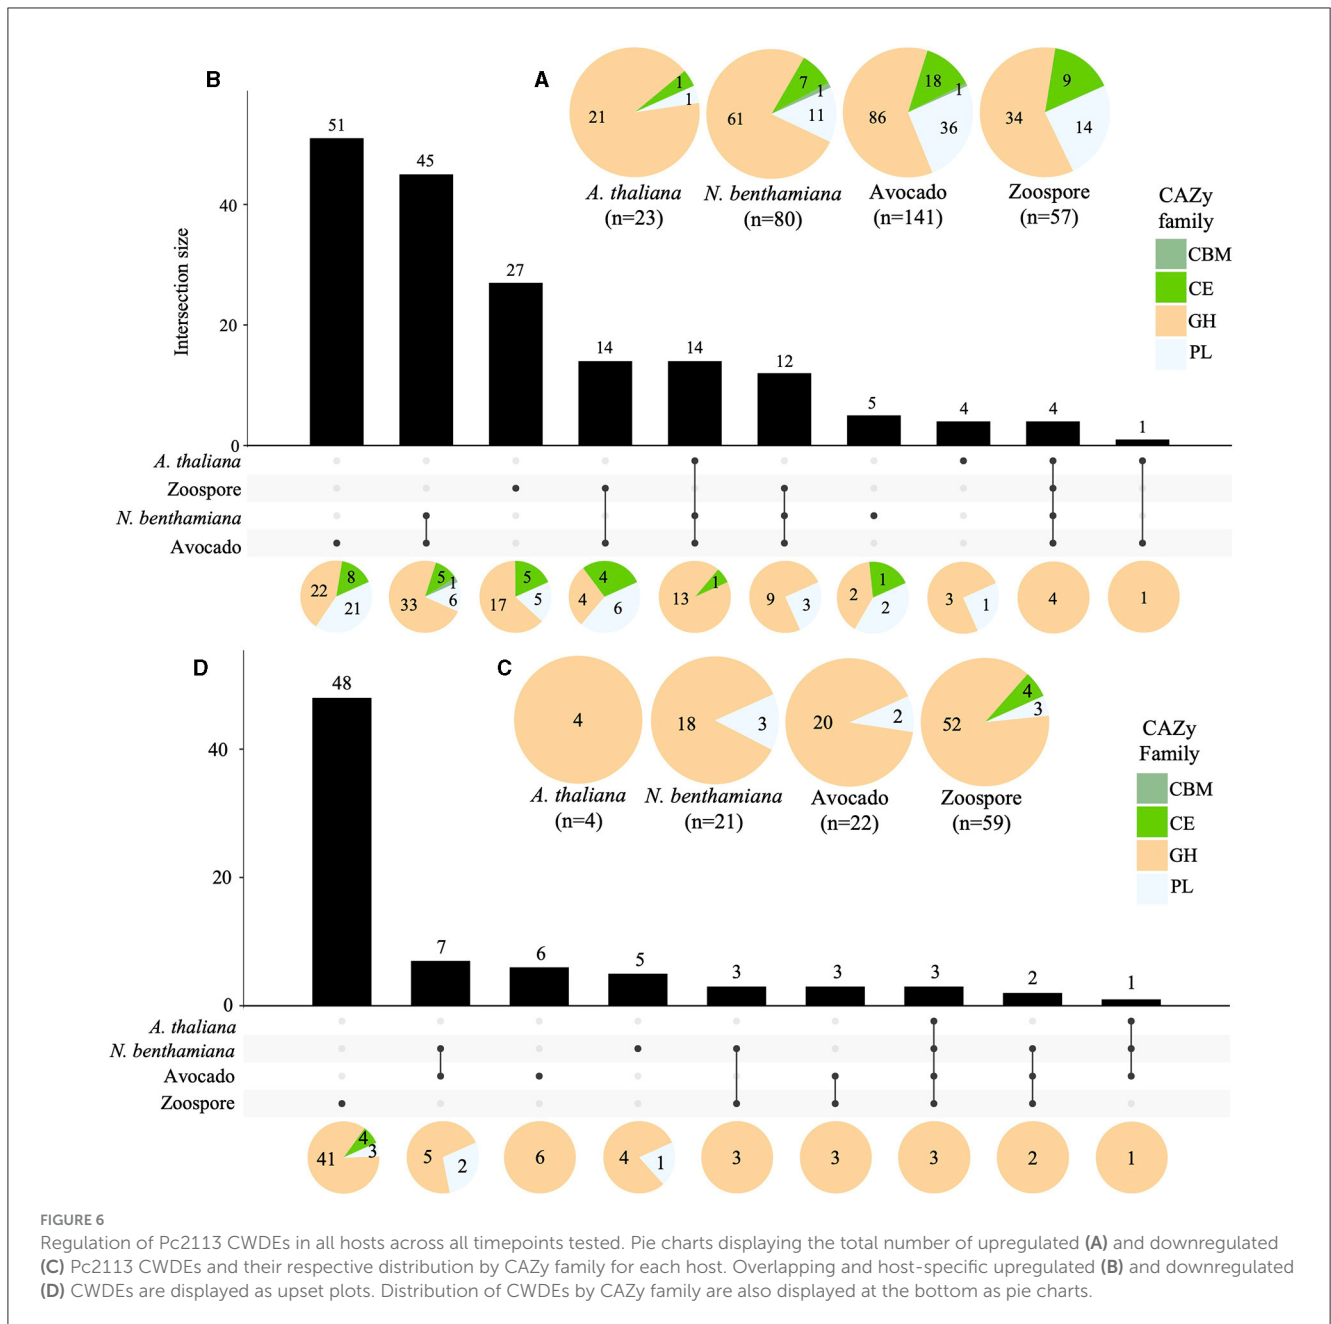 B
A
21 1 1
61 7 1 11
86 18 1 36
34 9 14
A. thaliana N. benthamiana Avocado Zoospore
(n=23) (n=80) (n=141) (n=57)
CAZy
family
CBM
CE
GH
PL
Intersection size
40
20
0
51 45 27 14 14 12 5 4 4 1
A. thaliana
Zoospore
N. benthamiana
Avocado
22 8 21
33 5 1 6
17 5 5
4 4 6
13 1
9 3
2 1 2
3 1
4
1
D
C
4
18 3
20 2
52 4 3
A. thaliana N. benthamiana Avocado Zoospore
(n=4) (n=21) (n=22) (n=59)
CAZy
Family
CBM
CE
GH
PL
40
20
0
48 7 6 5 3 3 3 2 1
A. thaliana
N. benthamiana
Avocado
Zoospore
41 4 3
5 2
6
4 1
3
3
3
2
1
FIGURE 6
Regulation of Pc2113 CWDEs in all hosts across all timepoints tested. Pie charts displaying the total number of upregulated (A) and downregulated
(C) Pc2113 CWDEs and their respective distribution by CAZy family for each host. Overlapping and host-specific upregulated (B) and downregulated
(D) CWDEs are displayed as upset plots. Distribution of CWDEs by CAZy family are also displayed at the bottom as pie charts.